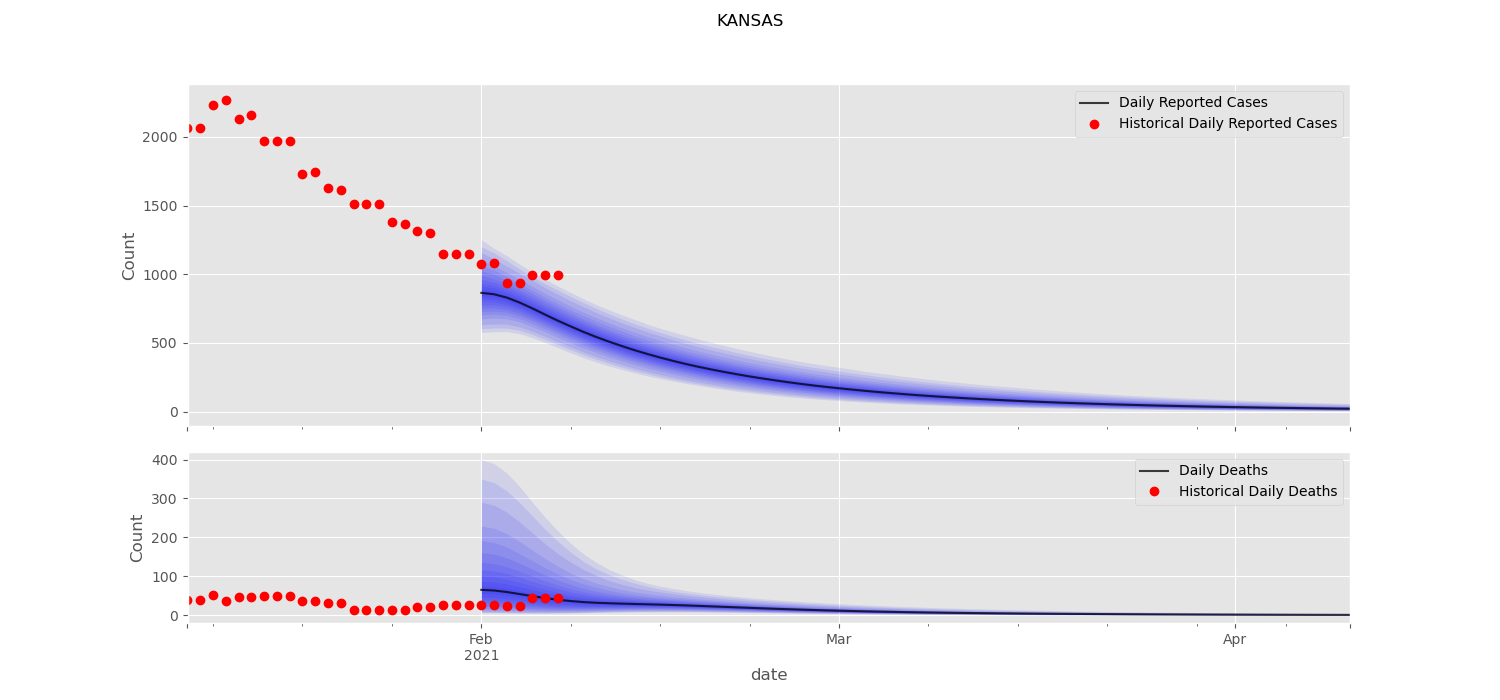 KANSAS
Daily Reported Cases
Historical Daily Reported Cases
2000
1500
1000
500
0
Count
Daily Deaths
Historical Daily Deaths
400
300
200
100
0
Count
Feb
2021
Mar
Apr
date